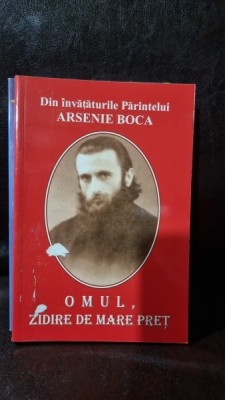 Din învățăturile Părintelui
ARSENIE BOCA
OMUL,
ZIDIRE DE MARE PREȚ